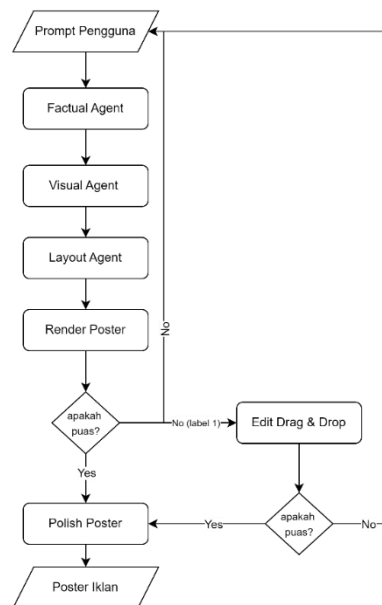 Prompt Pengguna
Factual Agent
Visual Agent
Layout Agent
Render Poster
No
apakah
puas?
No (label 1)
Edit Drag & Drop
Yes
apakah
puas?
Polish Poster
Yes
No
Poster Iklan